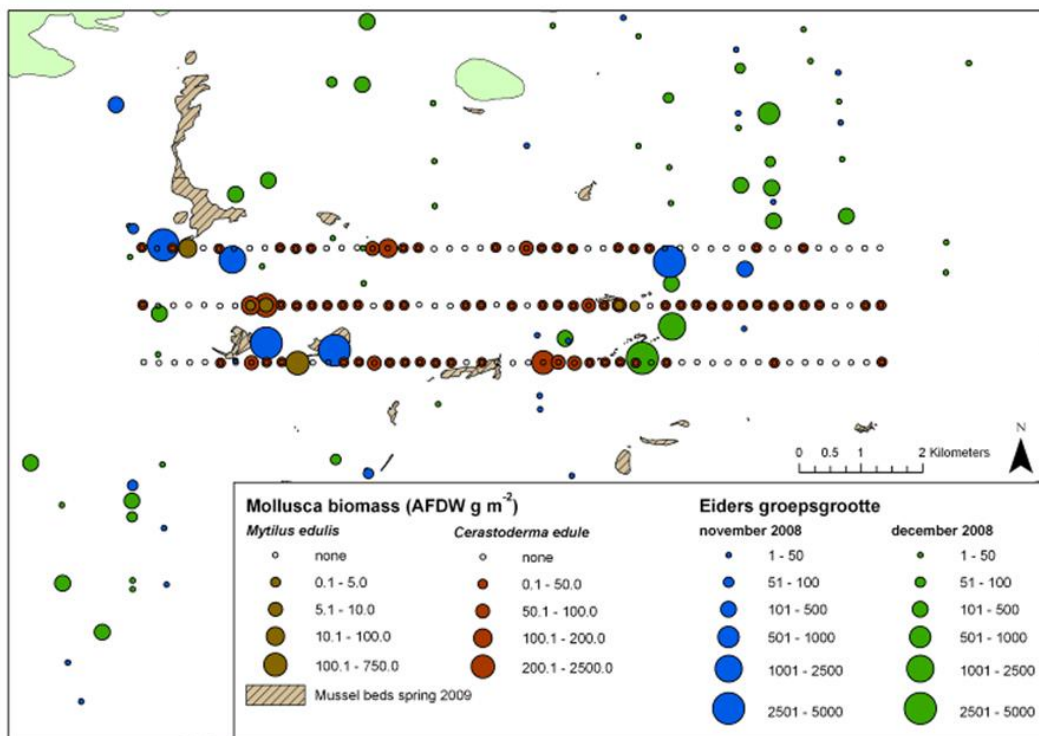 N
0 0.5 1 2 Kilometers
Mollusca biomass (AFDW g m⁻²)
Mytilus edulis
none
0.1 - 5.0
5.1 - 10.0
10.1 - 100.0
100.1 - 750.0
Mussel beds spring 2009
Cerastoderma edule
none
0.1 - 50.0
50.1 - 100.0
100.1 - 200.0
200.1 - 2500.0
Eiders groepsgrootte
november 2008
1 - 50
51 - 100
101 - 500
501 - 1000
1001 - 2500
2501 - 5000
december 2008
1 - 50
51 - 100
101 - 500
501 - 1000
1001 - 2500
2501 - 5000